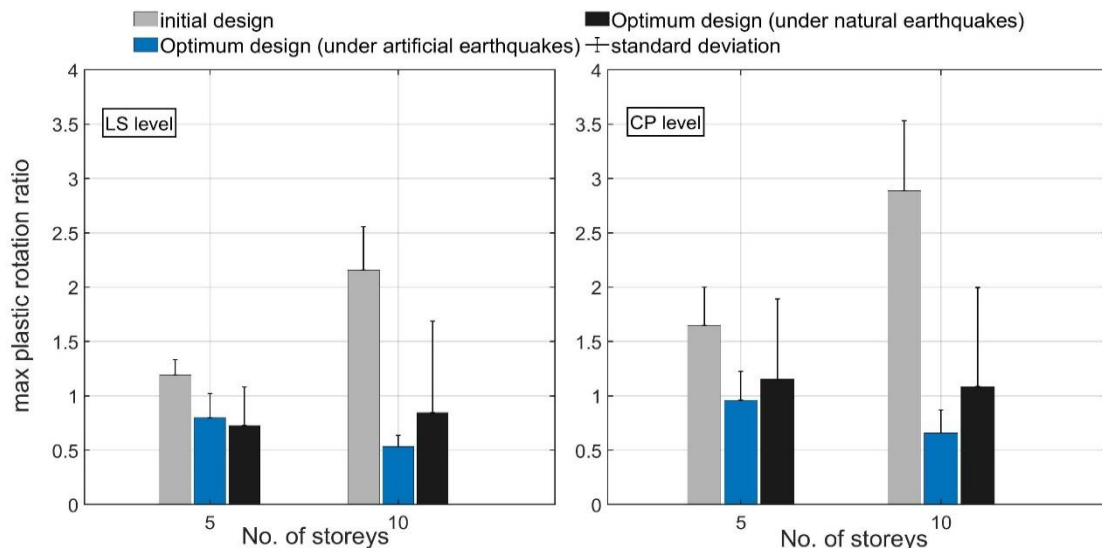 initial design
Optimum design (under natural earthquakes)
Optimum design (under artificial earthquakes)
standard deviation
max plastic rotation ratio
4
3.5
3
2.5
2
1.5
1
0.5
0
LS level
5
10
No. of storeys
4
3.5
3
2.5
2
1.5
1
0.5
0
CP level
5
10
No. of storeys